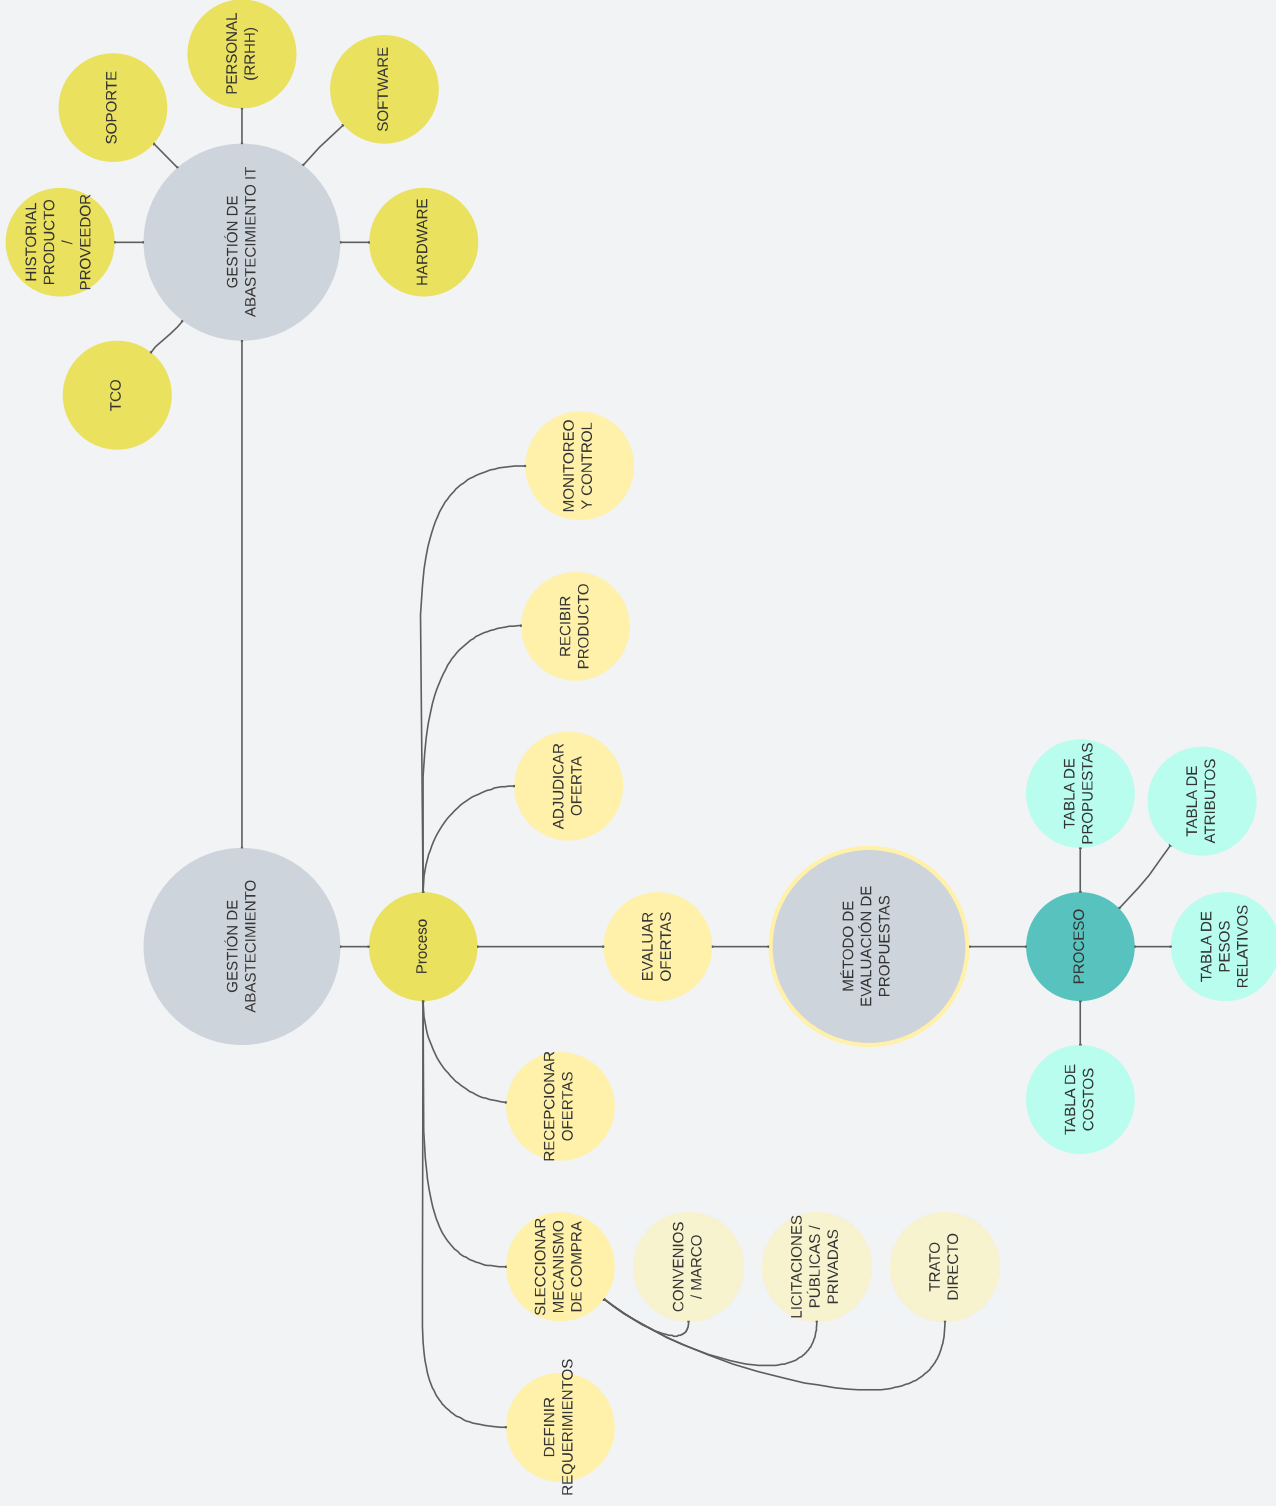 GESTIÓN DE
ABASTECIMIENTO
GESTIÓN DE
ABASTECIMIENTO IT
TCO
HISTORIAL
PRODUCTO
/
PROVEEDOR
SOPORTE
PERSONAL
(RRHH)
SOFTWARE
HARDWARE
Proceso
DEFINIR
REQUERIMIENTOS
SLECCIONAR
MECANISMO
DE COMPRA
CONVENIOS
/ MARCO
LICITACIONES
PÚBLICAS /
PRIVADAS
TRATO
DIRECTO
RECEPCIONAR
OFERTAS
EVALUAR
OFERTAS
ADJUDICAR
OFERTA
RECIBIR
PRODUCTO
MONITOREO
Y CONTROL
MÉTODO DE
EVALUACIÓN DE
PROPUESTAS
PROCESO
TABLA DE
COSTOS
TABLA DE
PESOS
RELATIVOS
TABLA DE
ATRIBUTOS
TABLA DE
PROPUESTAS